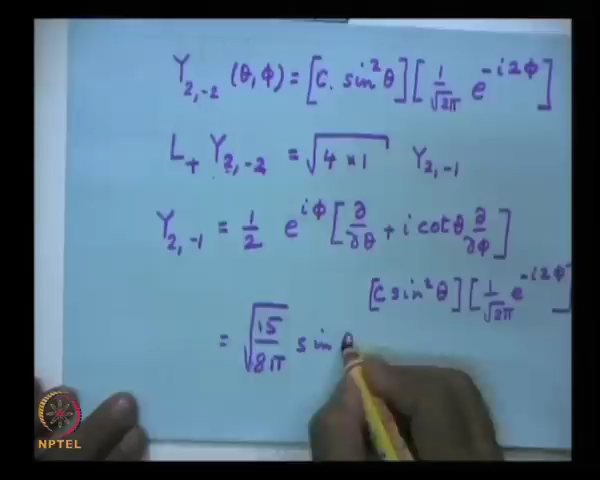 Y₂,₋₂ (θ,φ) = [C. sin²θ] [1/√2π e^{-i2φ}]
L₊ Y₂,₋₂ = √4×1 Y₂,₋₁
Y₂,₋₁ = 1/2 e^{iφ} [∂/∂θ + i cotθ ∂/∂φ]
[C sin²θ] [1/√2π e^{-i2φ}]
= √15/8π sin θ
NPTEL